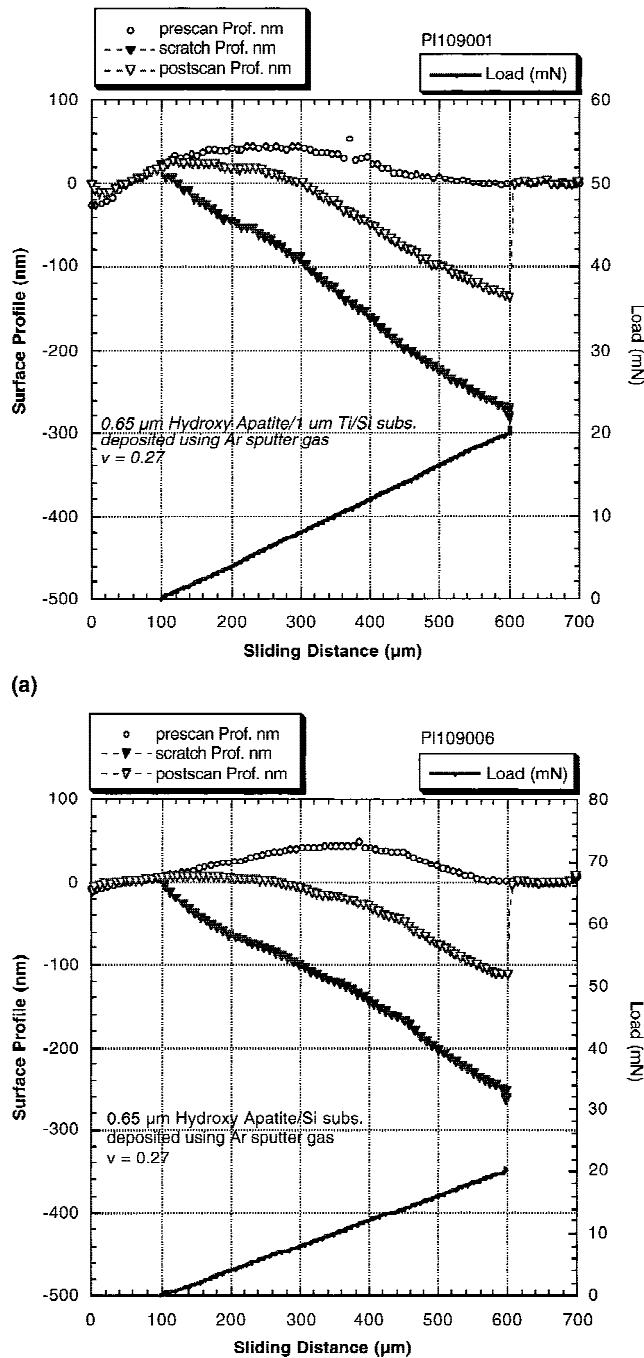 prescan Prof. nm
scratch Prof. nm
postscan Prof. nm
PI109001
Load (mN)
100
0
-100
-200
-300
-400
-500
Surface Profile (nm)
60
50
40
30
20
10
0
Load (mN)
0.65 µm Hydroxy Apatite/1 um Ti/Si subs.
deposited using Ar sputter gas
v = 0.27
0 100 200 300 400 500 600 700
Sliding Distance (µm)
(a)
prescan Prof. nm
scratch Prof. nm
postscan Prof. nm
PI109006
Load (mN)
100
0
-100
-200
-300
-400
-500
Surface Profile (nm)
80
70
60
50
40
30
20
10
0
Load (mN)
0.65 µm Hydroxy Apatite/Si subs.
deposited using Ar sputter gas
v = 0.27
0 100 200 300 400 500 600 700
Sliding Distance (µm)